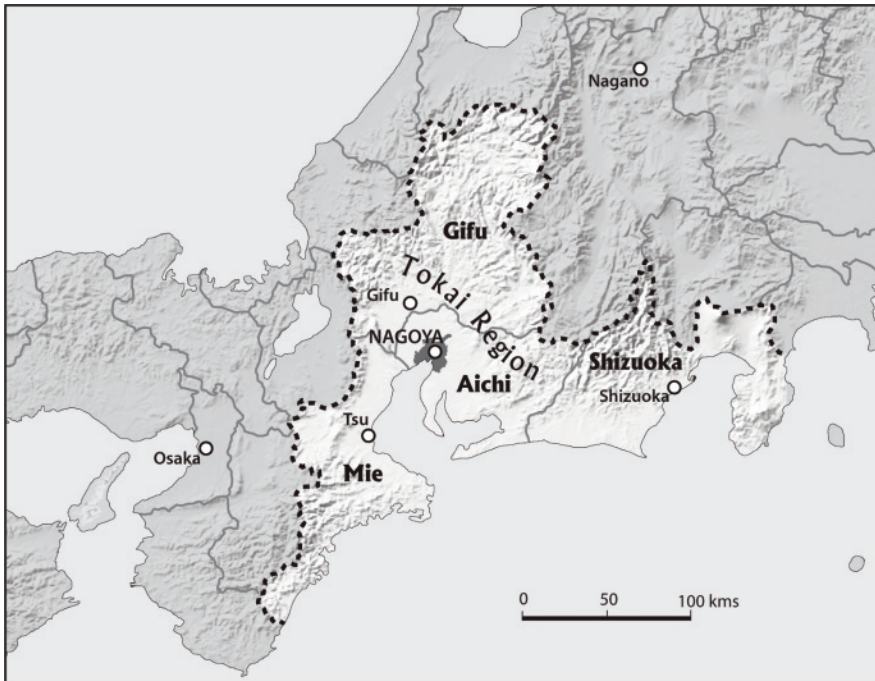 Nagano
Gifu
Tokai Region
Gifu
NAGOYA
Aichi
Shizuoka
Shizuoka
Tsu
Osaka
Mie
0 50 100 kms